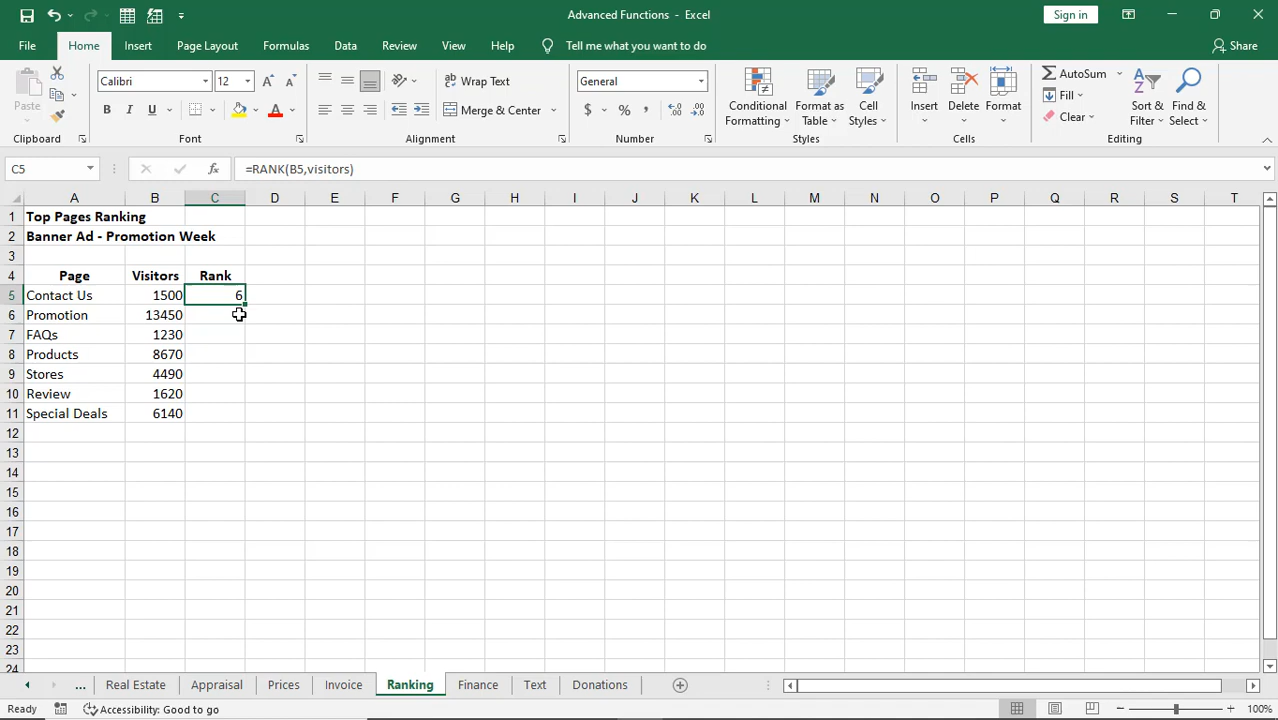 Advanced Functions - Excel
Sign in
File Home Insert Page Layout Formulas Data Review View Help Tell me what you want to do Share
Paste
Clipboard
Calibri 12
B I U
Font
Wrap Text
Merge & Center
Alignment
General
$ % ,
Number
Conditional Formatting
Format as Table
Cell Styles
Styles
Insert Delete Format
Cells
AutoSum
Fill
Clear
Sort & Filter
Find & Select
Editing
C5 fx =RANK(B5,visitors)
A B C D E F G H I J K L M N O P Q R S T
1 Top Pages Ranking
2 Banner Ad - Promotion Week
3
4 Page Visitors Rank
5 Contact Us 1500 6
6 Promotion 13450
7 FAQs 1230
8 Products 8670
9 Stores 4490
10 Review 1620
11 Special Deals 6140
12
13
14
15
16
17
18
19
20
21
22
23
24
... Real Estate Appraisal Prices Invoice Ranking Finance Text Donations
Ready Accessibility: Good to go 100%